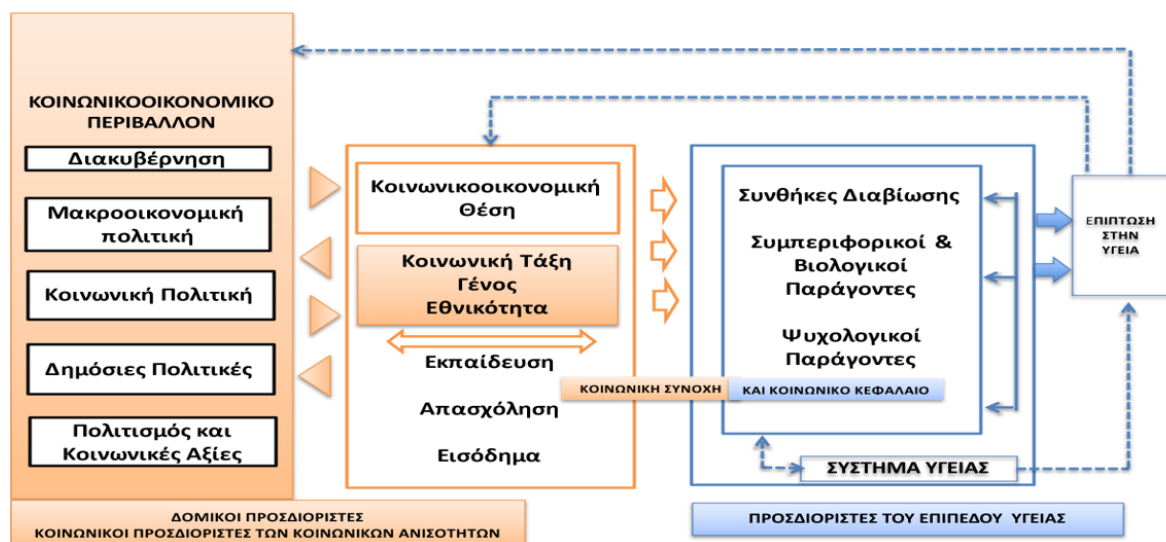 ΚΟΙΝΩΝΙΚΟΟΙΚΟΝΟΜΙΚΟ
ΠΕΡΙΒΑΛΛΟΝ
Διακυβέρνηση
Μακροοικονομική
πολιτική
Κοινωνική Πολιτική
Δημόσιες Πολιτικές
Πολιτισμός και
Κοινωνικές Αξίες
Κοινωνικοοικονομική
Θέση
Κοινωνική Τάξη
Γένος
Εθνικότητα
Εκπαίδευση
Απασχόληση
Εισόδημα
ΚΟΙΝΩΝΙΚΗ ΣΥΝΟΧΗ
ΚΑΙ ΚΟΙΝΩΝΙΚΟ ΚΕΦΑΛΑΙΟ
Συνθήκες Διαβίωσης
Συμπεριφορικοί &
Βιολογικοί
Παράγοντες
Ψυχολογικοί
Παράγοντες
ΣΥΣΤΗΜΑ ΥΓΕΙΑΣ
ΕΠΙΠΤΩΣΗ
ΣΤΗΝ
ΥΓΕΙΑ
ΔΟΜΙΚΟΙ ΠΡΟΣΔΙΟΡΙΣΤΕΣ
ΚΟΙΝΩΝΙΚΟΙ ΠΡΟΣΔΙΟΡΙΣΤΕΣ ΤΩΝ ΚΟΙΝΩΝΙΚΩΝ ΑΝΙΣΟΤΗΤΩΝ
ΠΡΟΣΔΙΟΡΙΣΤΕΣ ΤΟΥ ΕΠΙΠΕΔΟΥ ΥΓΕΙΑΣ